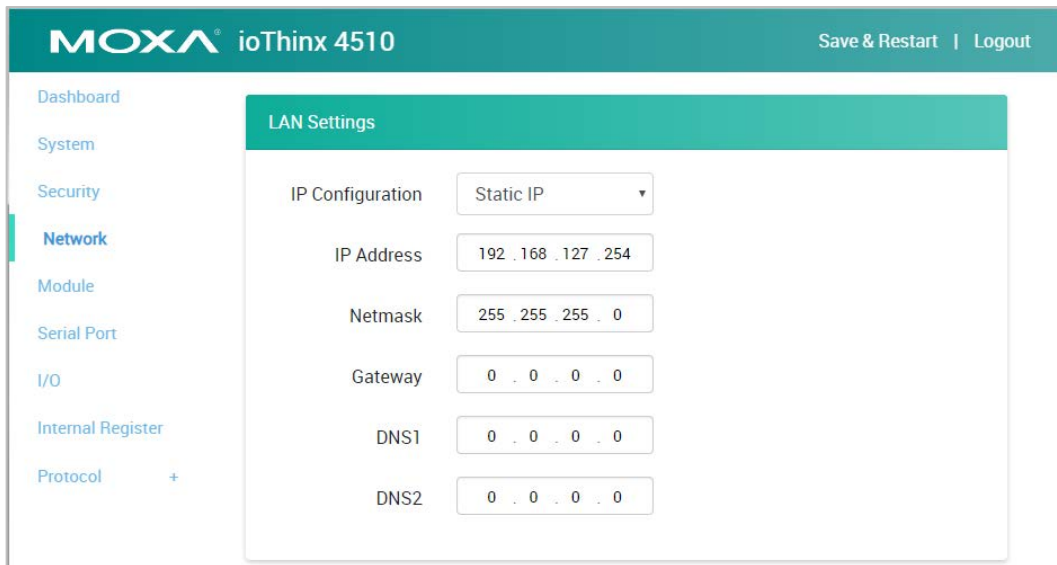 MOXA® ioThinx 4510
Save & Restart | Logout
Dashboard
System
Security
Network
Module
Serial Port
I/O
Internal Register
Protocol +
LAN Settings
IP Configuration Static IP
IP Address 192 . 168 . 127 . 254
Netmask 255 . 255 . 255 . 0
Gateway 0 . 0 . 0 . 0
DNS1 0 . 0 . 0 . 0
DNS2 0 . 0 . 0 . 0